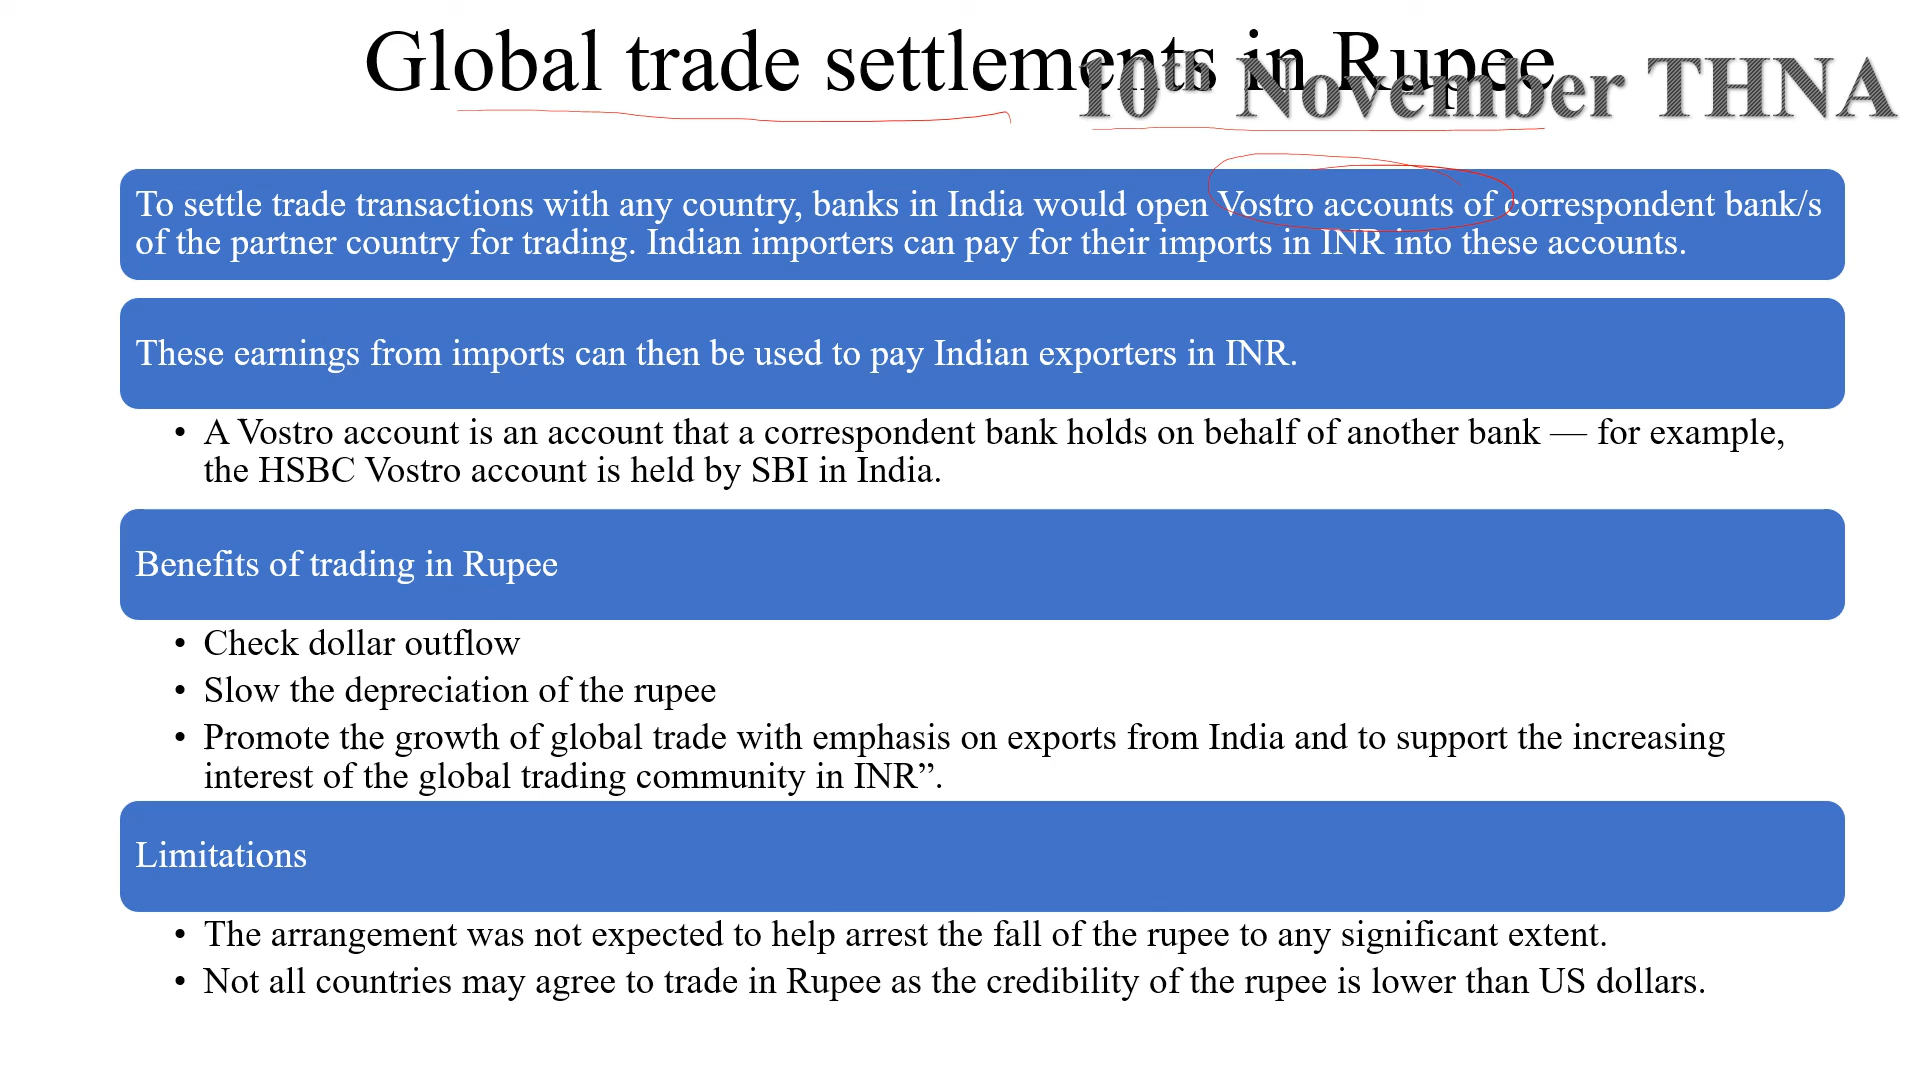 Global trade settlements in Rupee
10th November THNA
To settle trade transactions with any country, banks in India would open Vostro accounts of correspondent bank/s
of the partner country for trading. Indian importers can pay for their imports in INR into these accounts.
These earnings from imports can then be used to pay Indian exporters in INR.
• A Vostro account is an account that a correspondent bank holds on behalf of another bank — for example,
the HSBC Vostro account is held by SBI in India.
Benefits of trading in Rupee
• Check dollar outflow
• Slow the depreciation of the rupee
• Promote the growth of global trade with emphasis on exports from India and to support the increasing
interest of the global trading community in INR”.
Limitations
• The arrangement was not expected to help arrest the fall of the rupee to any significant extent.
• Not all countries may agree to trade in Rupee as the credibility of the rupee is lower than US dollars.